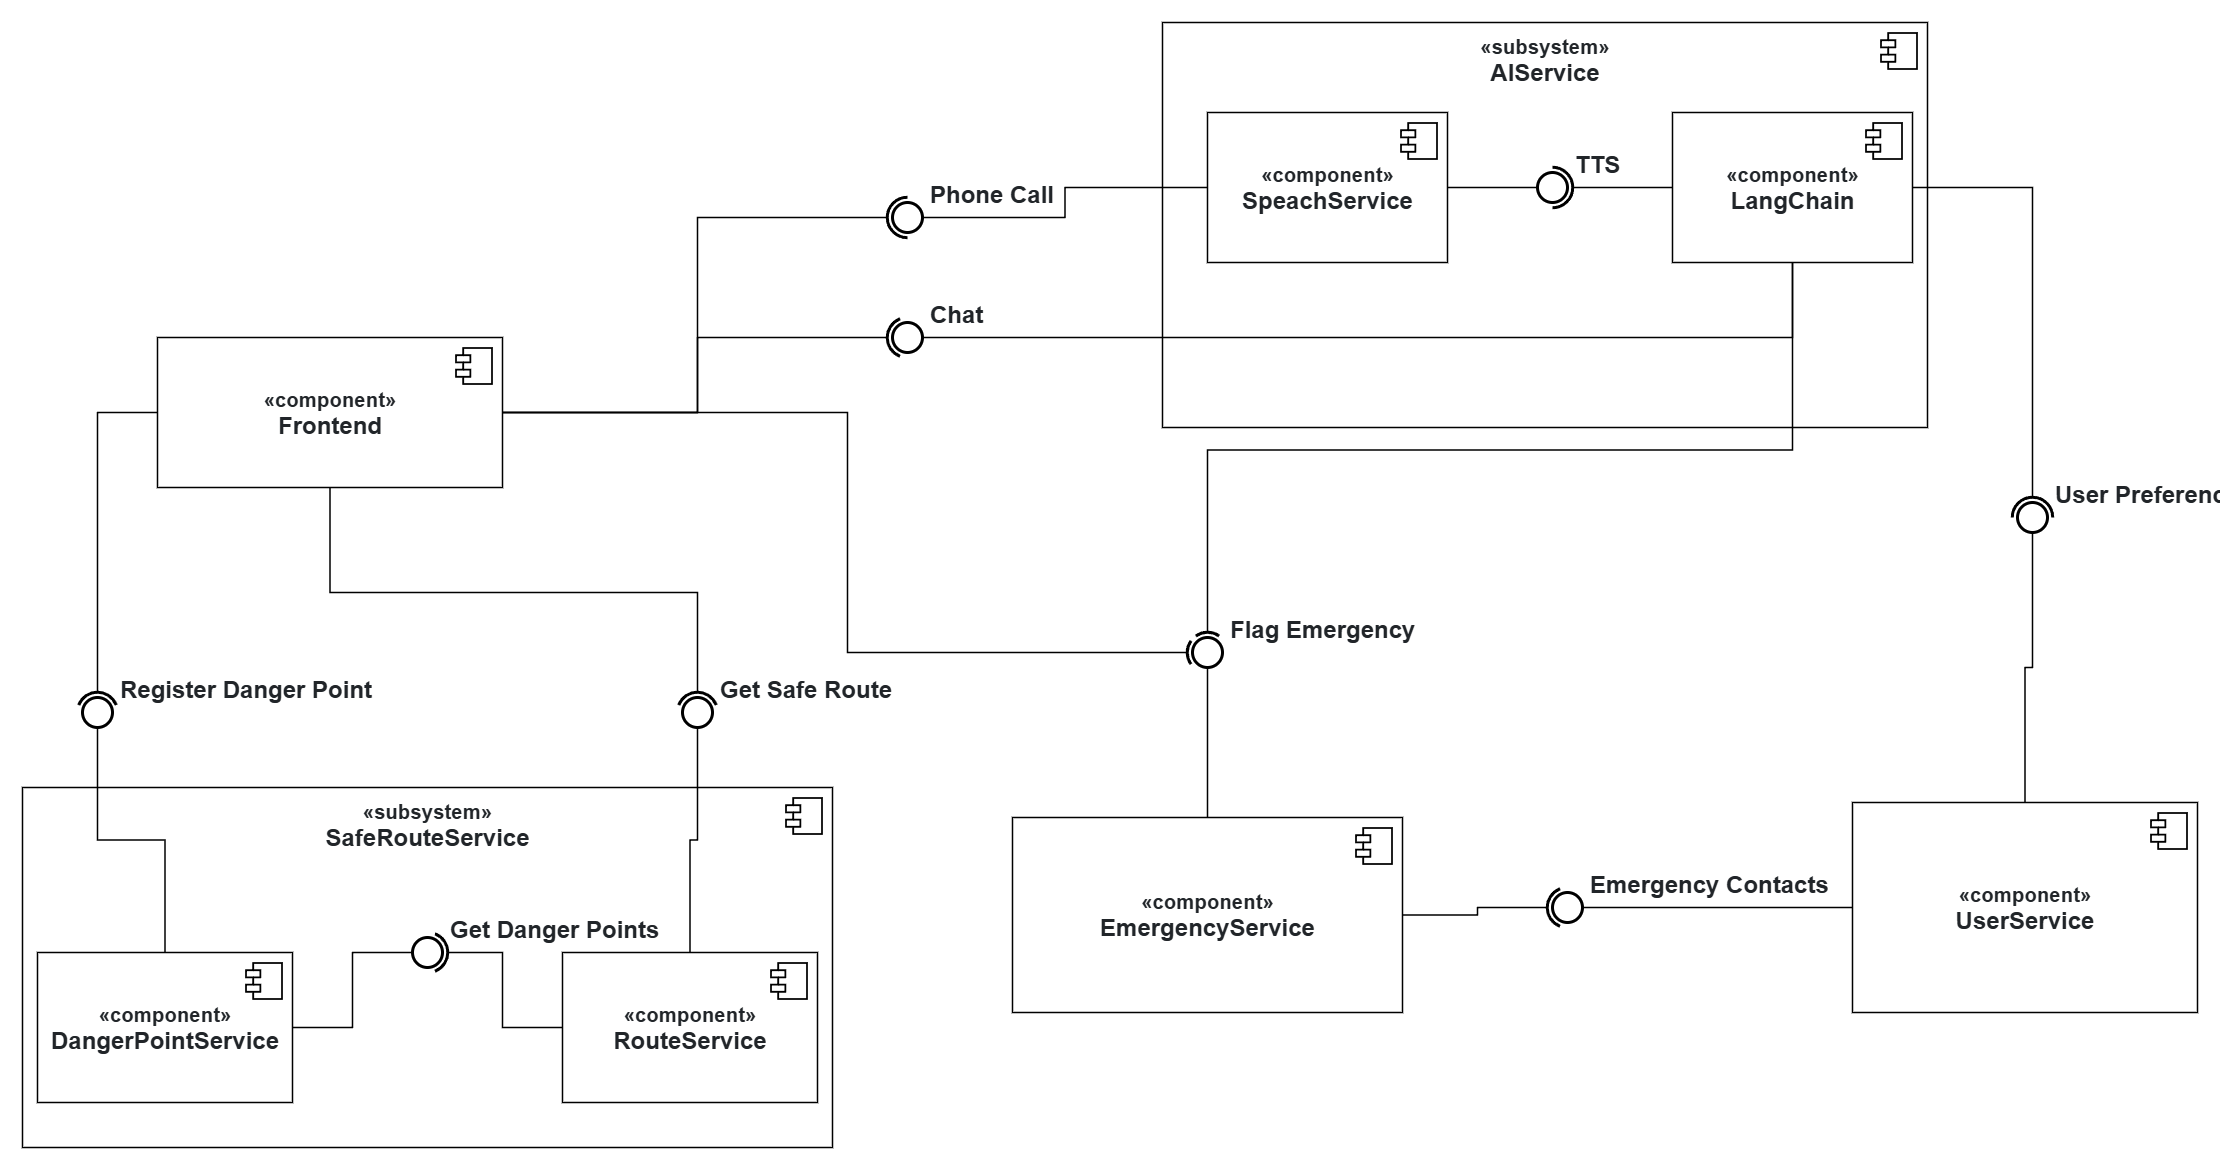 «subsystem»
AIService
«component»
SpeachService
TTS
«component»
LangChain
Phone Call
Chat
«component»
Frontend
User Preferenc
Flag Emergency
Register Danger Point
Get Safe Route
«subsystem»
SafeRouteService
Get Danger Points
«component»
DangerPointService
«component»
RouteService
«component»
EmergencyService
Emergency Contacts
«component»
UserService